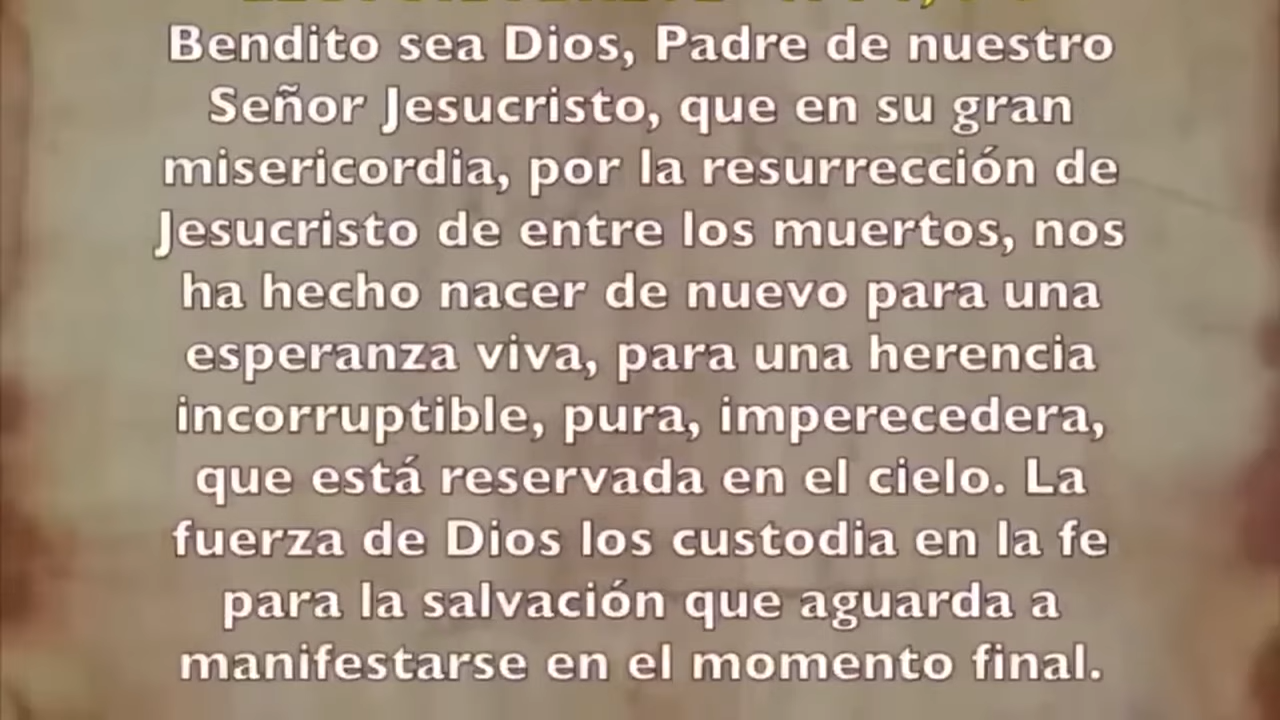 Bendito sea Dios, Padre de nuestro
Señor Jesucristo, que en su gran
misericordia, por la resurrección de
Jesucristo de entre los muertos, nos
ha hecho nacer de nuevo para una
esperanza viva, para una herencia
incorruptible, pura, imperecedera,
que está reservada en el cielo. La
fuerza de Dios los custodia en la fe
para la salvación que aguarda a
manifestarse en el momento final.